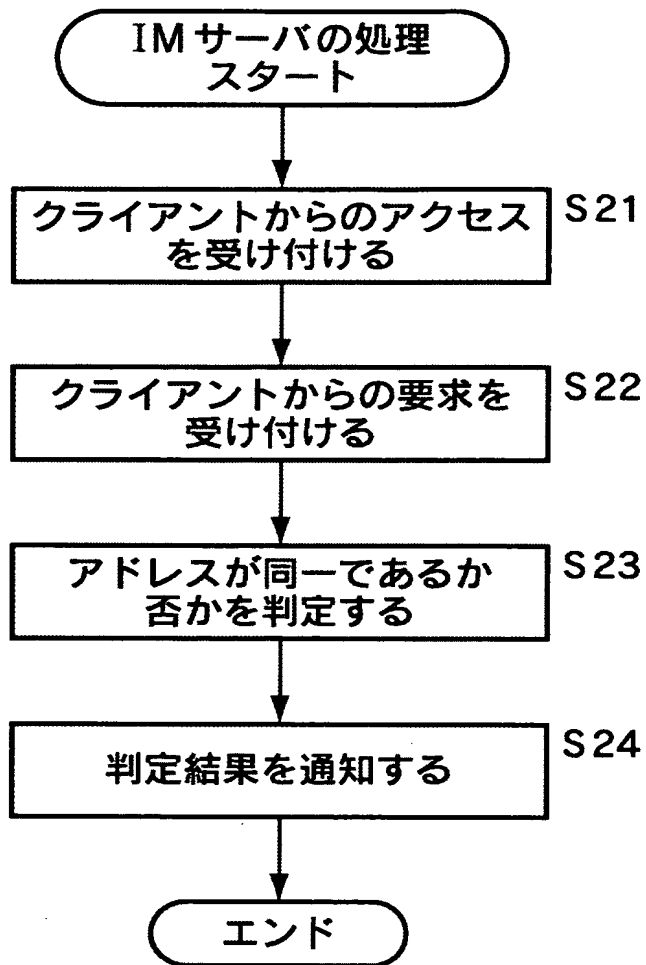 IMサーバの処理
スタート
クライアントからのアクセス
を受け付ける
S21
クライアントからの要求を
受け付ける
S22
アドレスが同一であるか
否かを判定する
S23
判定結果を通知する
S24
エンド